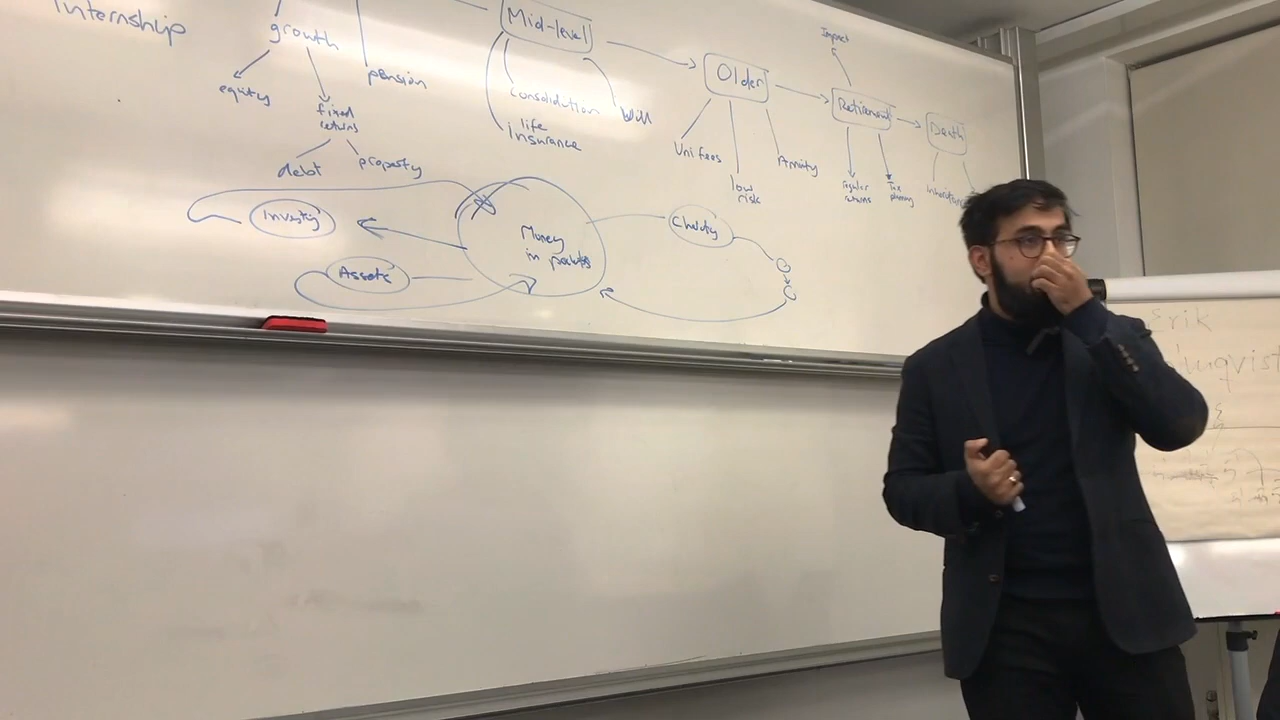 Internship
growth
equity
fixed
returns
debt
property
pension
Mid-level
consolidation
life
insurance
Will
Older
Uni fees
low
risk
Annuity
Impact
Retirement
regular
returns
Tax
planning
Death
Investing
Assets
Money
in pockets
Charity
Erik